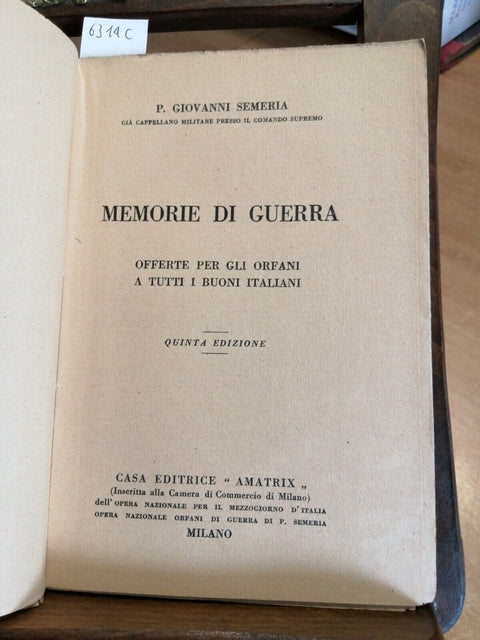 6314C
P. GIOVANNI SEMERIA
GIÀ CAPPELLANO MILITARE PRESSO IL COMANDO SUPREMO
MEMORIE DI GUERRA
OFFERTE PER GLI ORFANI
A TUTTI I BUONI ITALIANI
QUINTA EDIZIONE
CASA EDITRICE “ AMATRIX „
(Inscritta alla Camera di Commercio di Milano)
dell'OPERA NAZIONALE PER IL MEZZOGIORNO D'ITALIA
OPERA NAZIONALE ORFANI DI GUERRA DI P. SEMERIA
MILANO